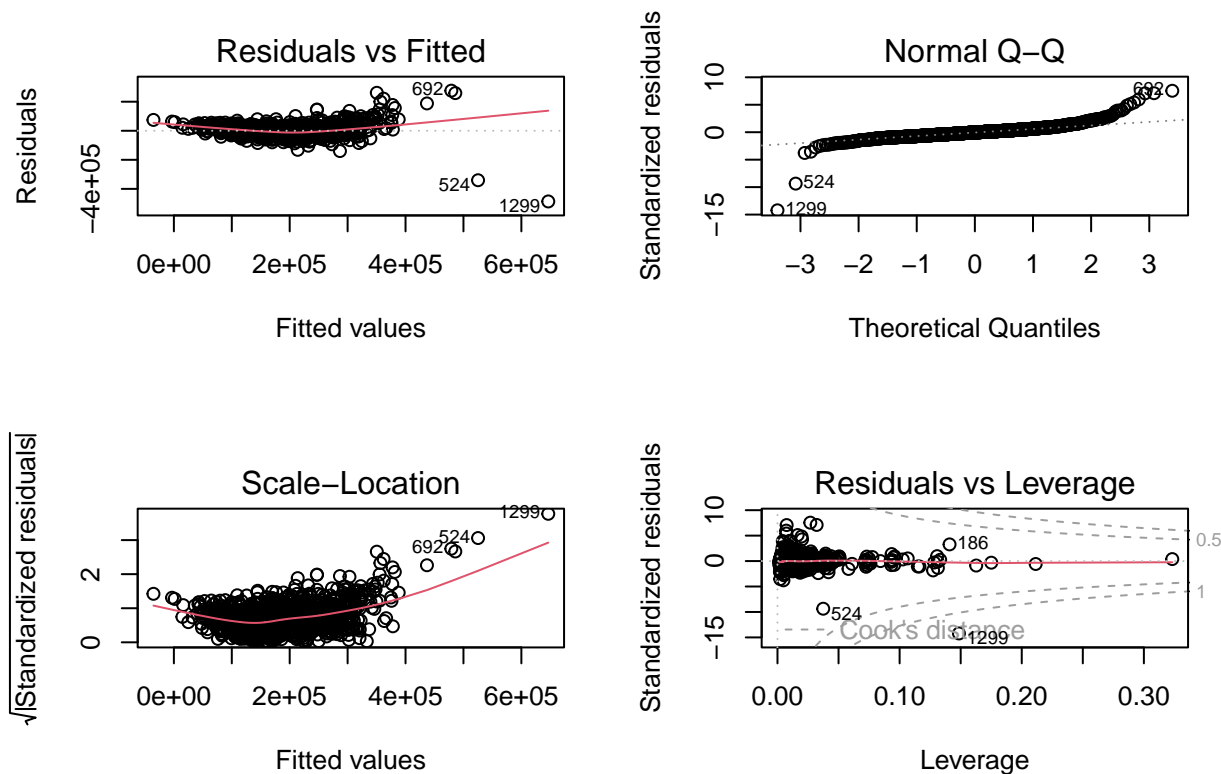 Residuals vs Fitted
Residuals
−4e+05
692
524
1299
0e+00 2e+05 4e+05 6e+05
Fitted values
Normal Q−Q
Standardized residuals
−15 0 10
692
524
1299
−3 −2 −1 0 1 2 3
Theoretical Quantiles
Scale−Location
√|Standardized residuals|
0 2
1299
524
692
0e+00 2e+05 4e+05 6e+05
Fitted values
Residuals vs Leverage
Standardized residuals
−15 0 10
186
524
1299
Cook's distance
0.5
1
0.00 0.10 0.20 0.30
Leverage